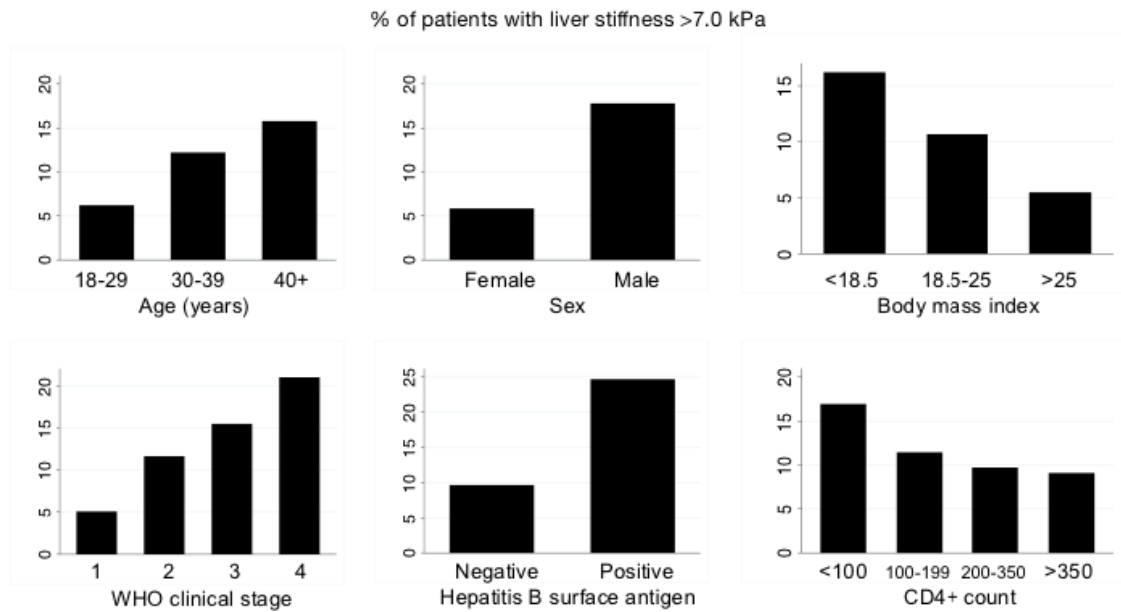 % of patients with liver stiffness >7.0 kPa
20
15
10
5
0
18-29 30-39 40+
Age (years)
20
15
10
5
0
Female Male
Sex
15
10
5
0
<18.5 18.5-25 >25
Body mass index
20
15
10
5
0
1 2 3 4
WHO clinical stage
25
20
15
10
5
0
Negative Positive
Hepatitis B surface antigen
20
15
10
5
0
<100 100-199 200-350 >350
CD4+ count